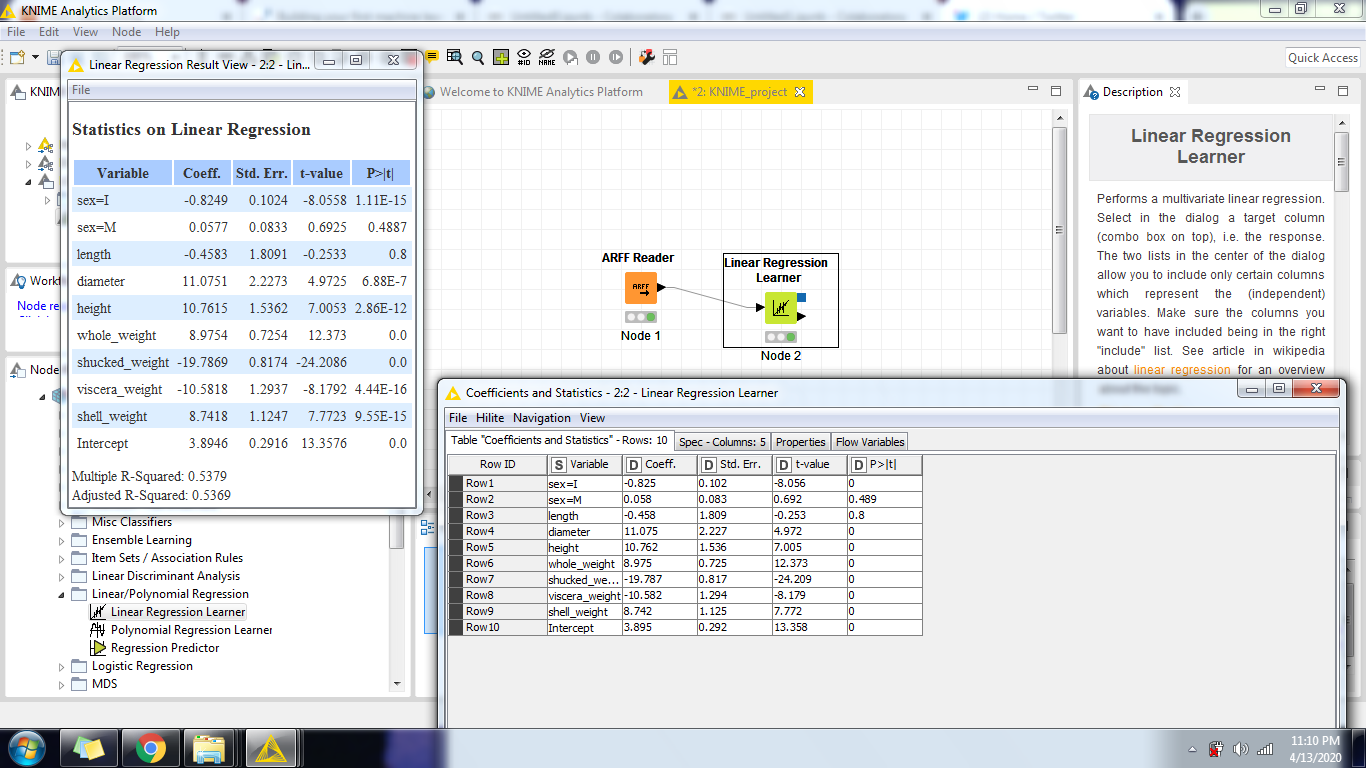 KNIME Analytics Platform
File Edit View Node Help
Quick Access
Linear Regression Result View - 2:2 - Lin...
File
Statistics on Linear Regression
Variable Coeff. Std. Err. t-value P>|t|
sex=I -0.8249 0.1024 -8.0558 1.11E-15
sex=M 0.0577 0.0833 0.6925 0.4887
length -0.4583 1.8091 -0.2533 0.8
diameter 11.0751 2.2273 4.9725 6.88E-7
height 10.7615 1.5362 7.0053 2.86E-12
whole_weight 8.9754 0.7254 12.373 0.0
shucked_weight -19.7869 0.8174 -24.2086 0.0
viscera_weight -10.5818 1.2937 -8.1792 4.44E-16
shell_weight 8.7418 1.1247 7.7723 9.55E-15
Intercept 3.8946 0.2916 13.3576 0.0
Multiple R-Squared: 0.5379
Adjusted R-Squared: 0.5369
KNIM
Workf
Node re
Node
Misc Classifiers
Ensemble Learning
Item Sets / Association Rules
Linear Discriminant Analysis
Linear/Polynomial Regression
Linear Regression Learner
Polynomial Regression Learner
Regression Predictor
Logistic Regression
MDS
#ID
NAME
Welcome to KNIME Analytics Platform
*2: KNIME_project
ARFF Reader
ARFF
Node 1
Linear Regression
Learner
Node 2
Description
Linear Regression
Learner
Performs a multivariate linear regression.
Select in the dialog a target column
(combo box on top), i.e. the response.
The two lists in the center of the dialog
allow you to include only certain columns
which represent the (independent)
variables. Make sure the columns you
want to have included being in the right
"include" list. See article in wikipedia
about linear regression for an overview
about the topic.
Coefficients and Statistics - 2:2 - Linear Regression Learner
File Hilite Navigation View
Table "Coefficients and Statistics" - Rows: 10 Spec - Columns: 5 Properties Flow Variables
Row ID S Variable D Coeff. D Std. Err. D t-value D P>|t|
Row1 sex=I -0.825 0.102 -8.056 0
Row2 sex=M 0.058 0.083 0.692 0.489
Row3 length -0.458 1.809 -0.253 0.8
Row4 diameter 11.075 2.227 4.972 0
Row5 height 10.762 1.536 7.005 0
Row6 whole_weight 8.975 0.725 12.373 0
Row7 shucked_we... -19.787 0.817 -24.209 0
Row8 viscera_weight -10.582 1.294 -8.179 0
Row9 shell_weight 8.742 1.125 7.772 0
Row10 Intercept 3.895 0.292 13.358 0
11:10 PM
4/13/2020